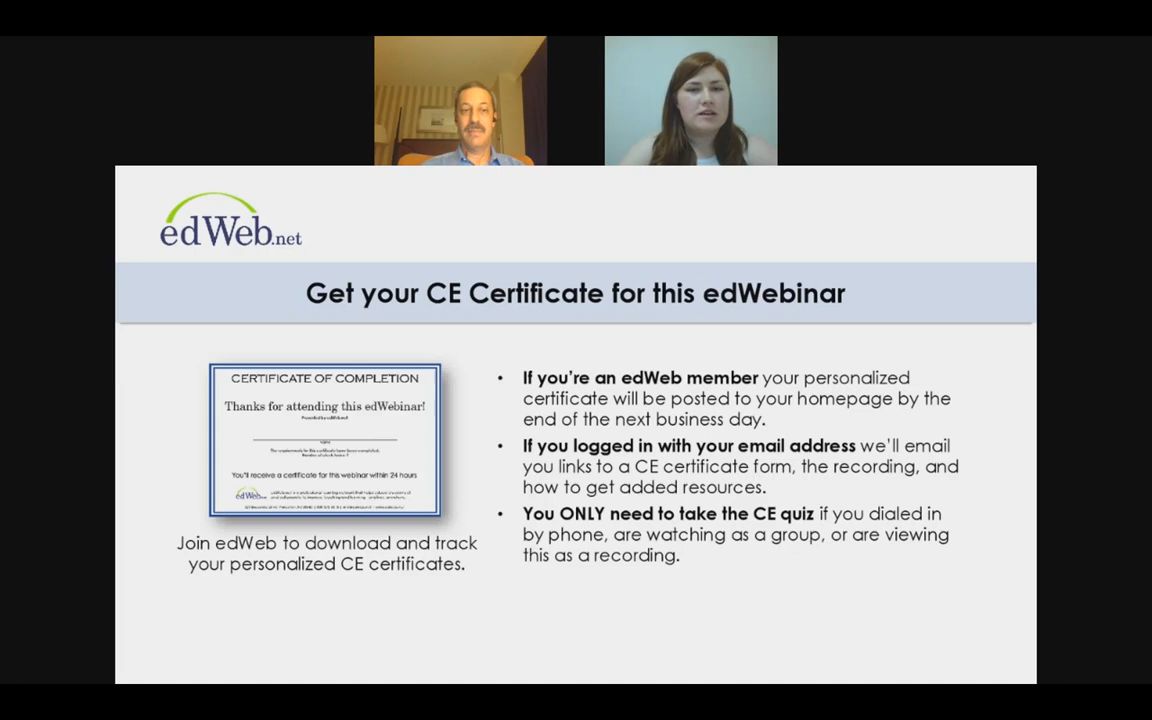 edWeb.net
Get your CE Certificate for this edWebinar
CERTIFICATE OF COMPLETION
Thanks for attending this edWebinar!
You'll receive a certificate for this webinar within 24 hours
edWeb
Join edWeb to download and track
your personalized CE certificates.
• If you're an edWeb member your personalized
certificate will be posted to your homepage by the
end of the next business day.
• If you logged in with your email address we'll email
you links to a CE certificate form, the recording, and
how to get added resources.
• You ONLY need to take the CE quiz if you dialed in
by phone, are watching as a group, or are viewing
this as a recording.